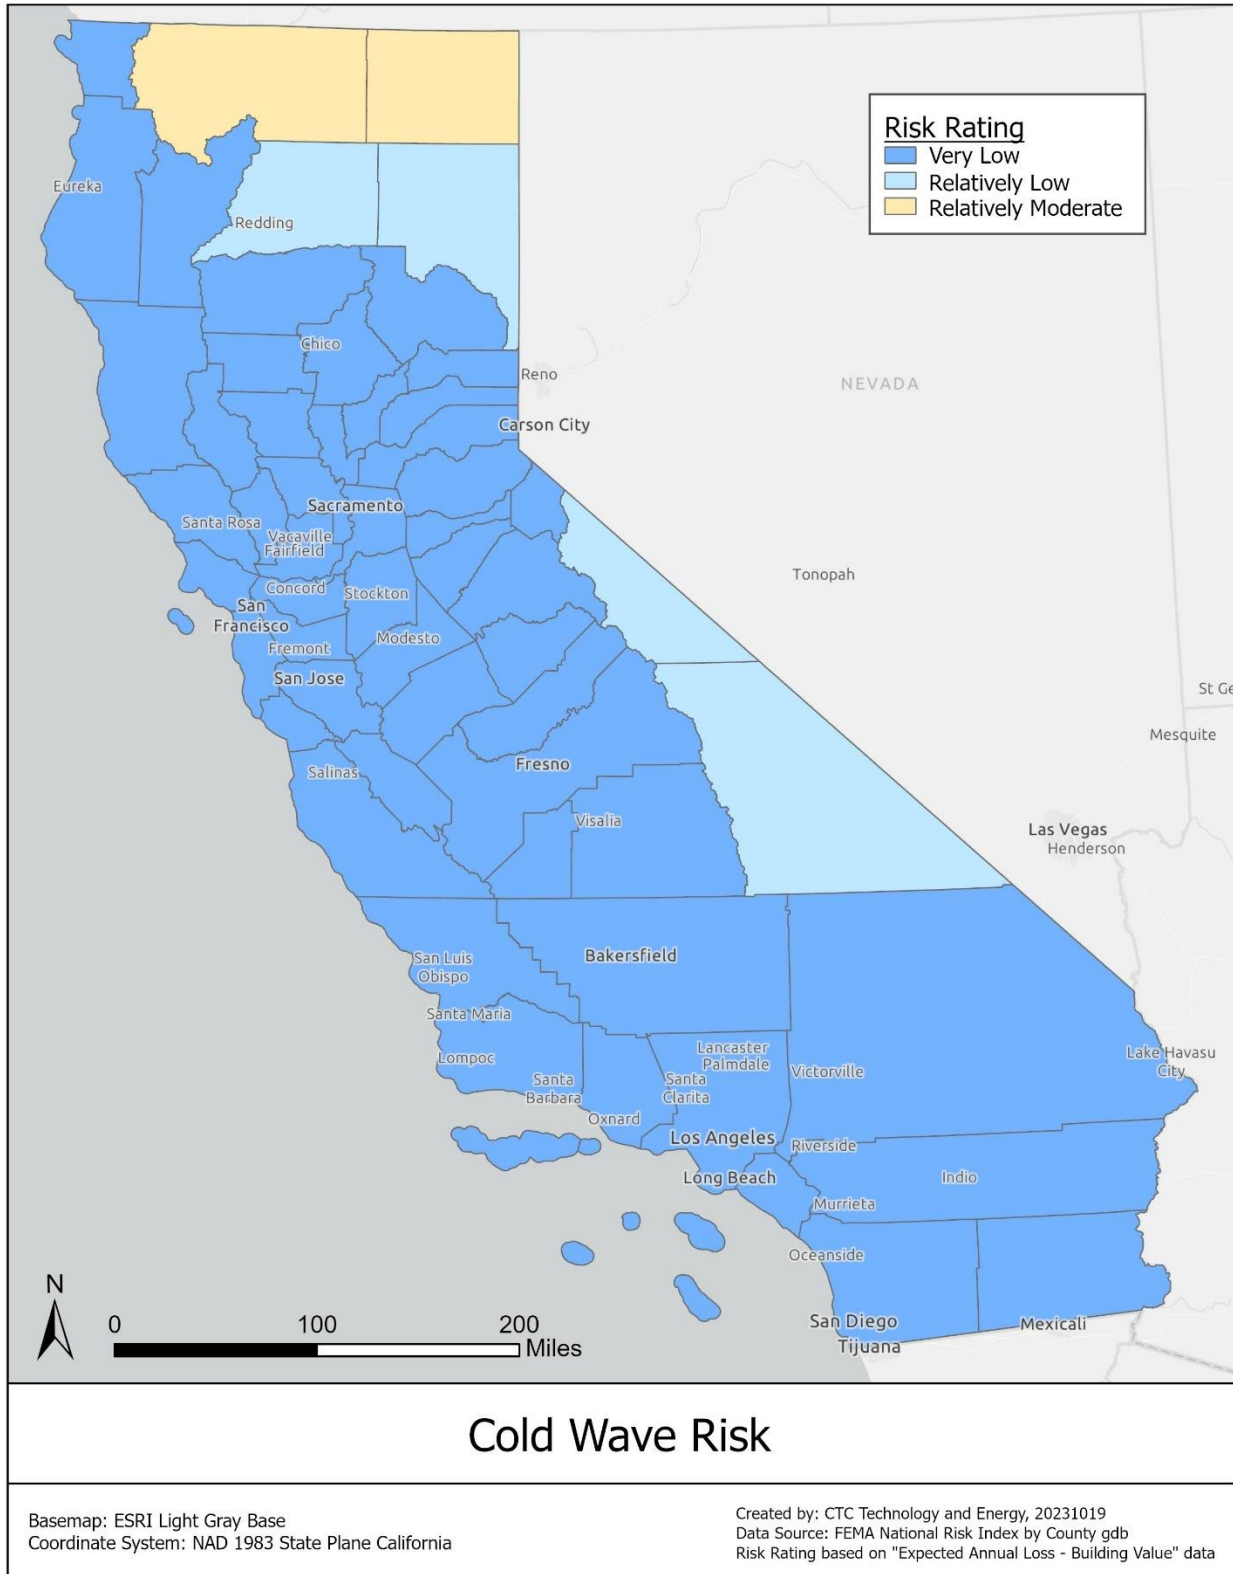 Risk Rating
Very Low
Relatively Low
Relatively Moderate
Eureka
Redding
Chico
Reno
NEVADA
Carson City
Sacramento
Santa Rosa
Vacaville
Fairfield
Tonopah
Concord
Stockton
San
Francisco
Modesto
Fremont
San Jose
St Ge
Mesquite
Fresno
Salinas
Visalia
Las Vegas
Henderson
Bakersfield
San Luis
Obispo
Santa Maria
Lompoc
Lancaster
Palmdale
Victorville
Lake Havasu
City
Santa
Barbara
Santa
Clarita
Oxnard
Los Angeles
Riverside
Long Beach
Indio
Murrieta
Oceanside
San Diego
Mexicali
Tijuana
N
0 100 200
Miles
Cold Wave Risk
Basemap: ESRI Light Gray Base
Coordinate System: NAD 1983 State Plane California
Created by: CTC Technology and Energy, 20231019
Data Source: FEMA National Risk Index by County gdb
Risk Rating based on "Expected Annual Loss - Building Value" data